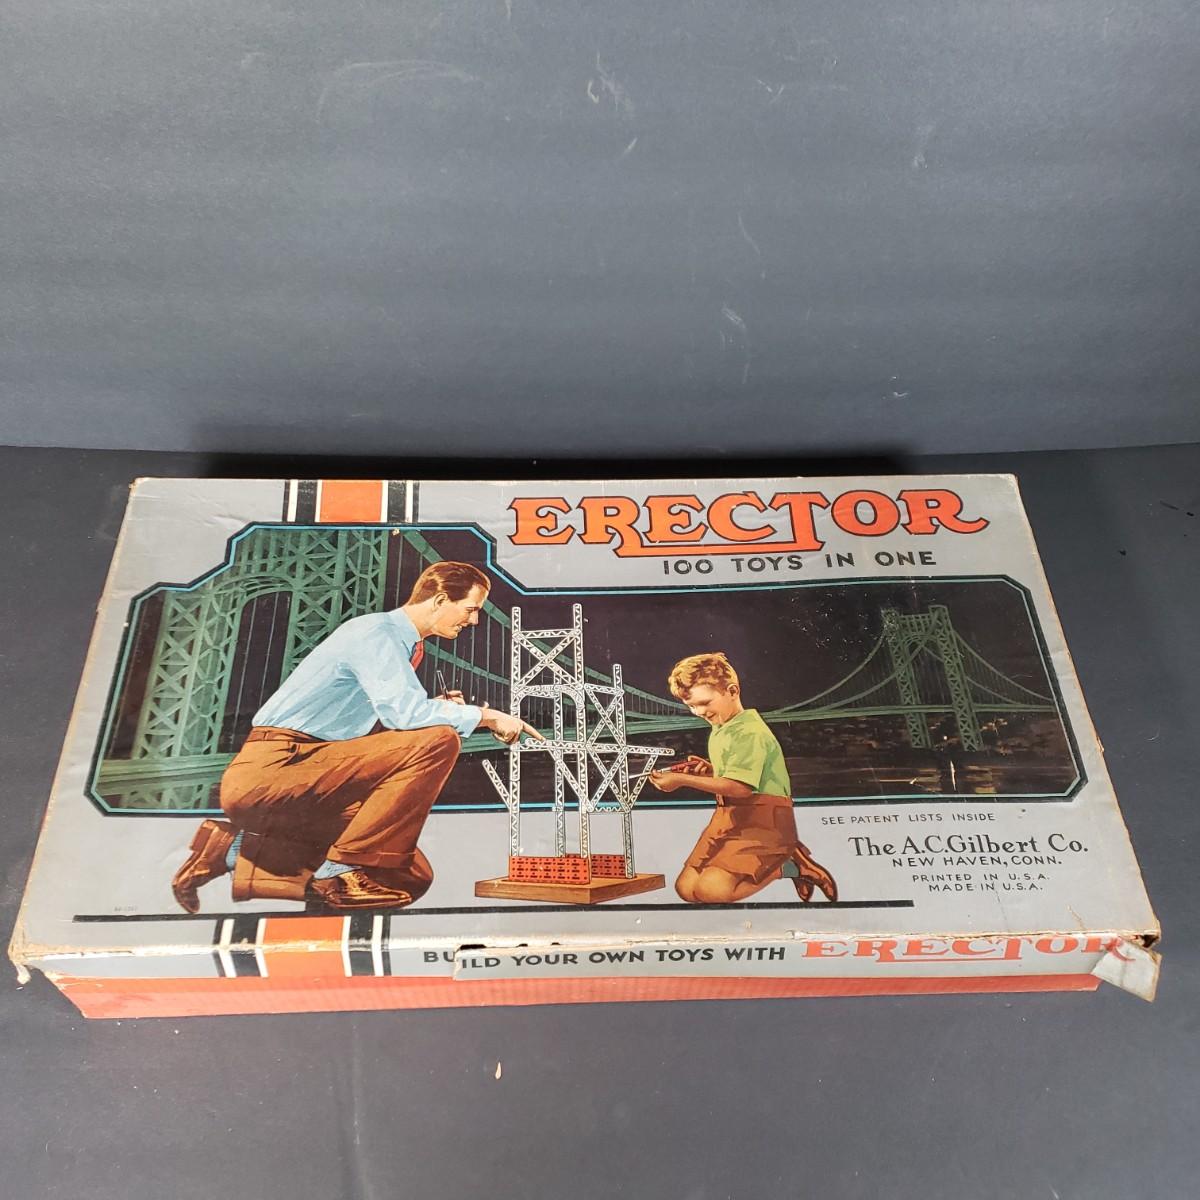 ERECTOR
100 TOYS IN ONE
SEE PATENT LISTS INSIDE
The A.C.Gilbert Co.
NEW HAVEN, CONN.
PRINTED IN U.S.A.
MADE IN U.S.A.
BUILD YOUR OWN TOYS WITH ERECTOR